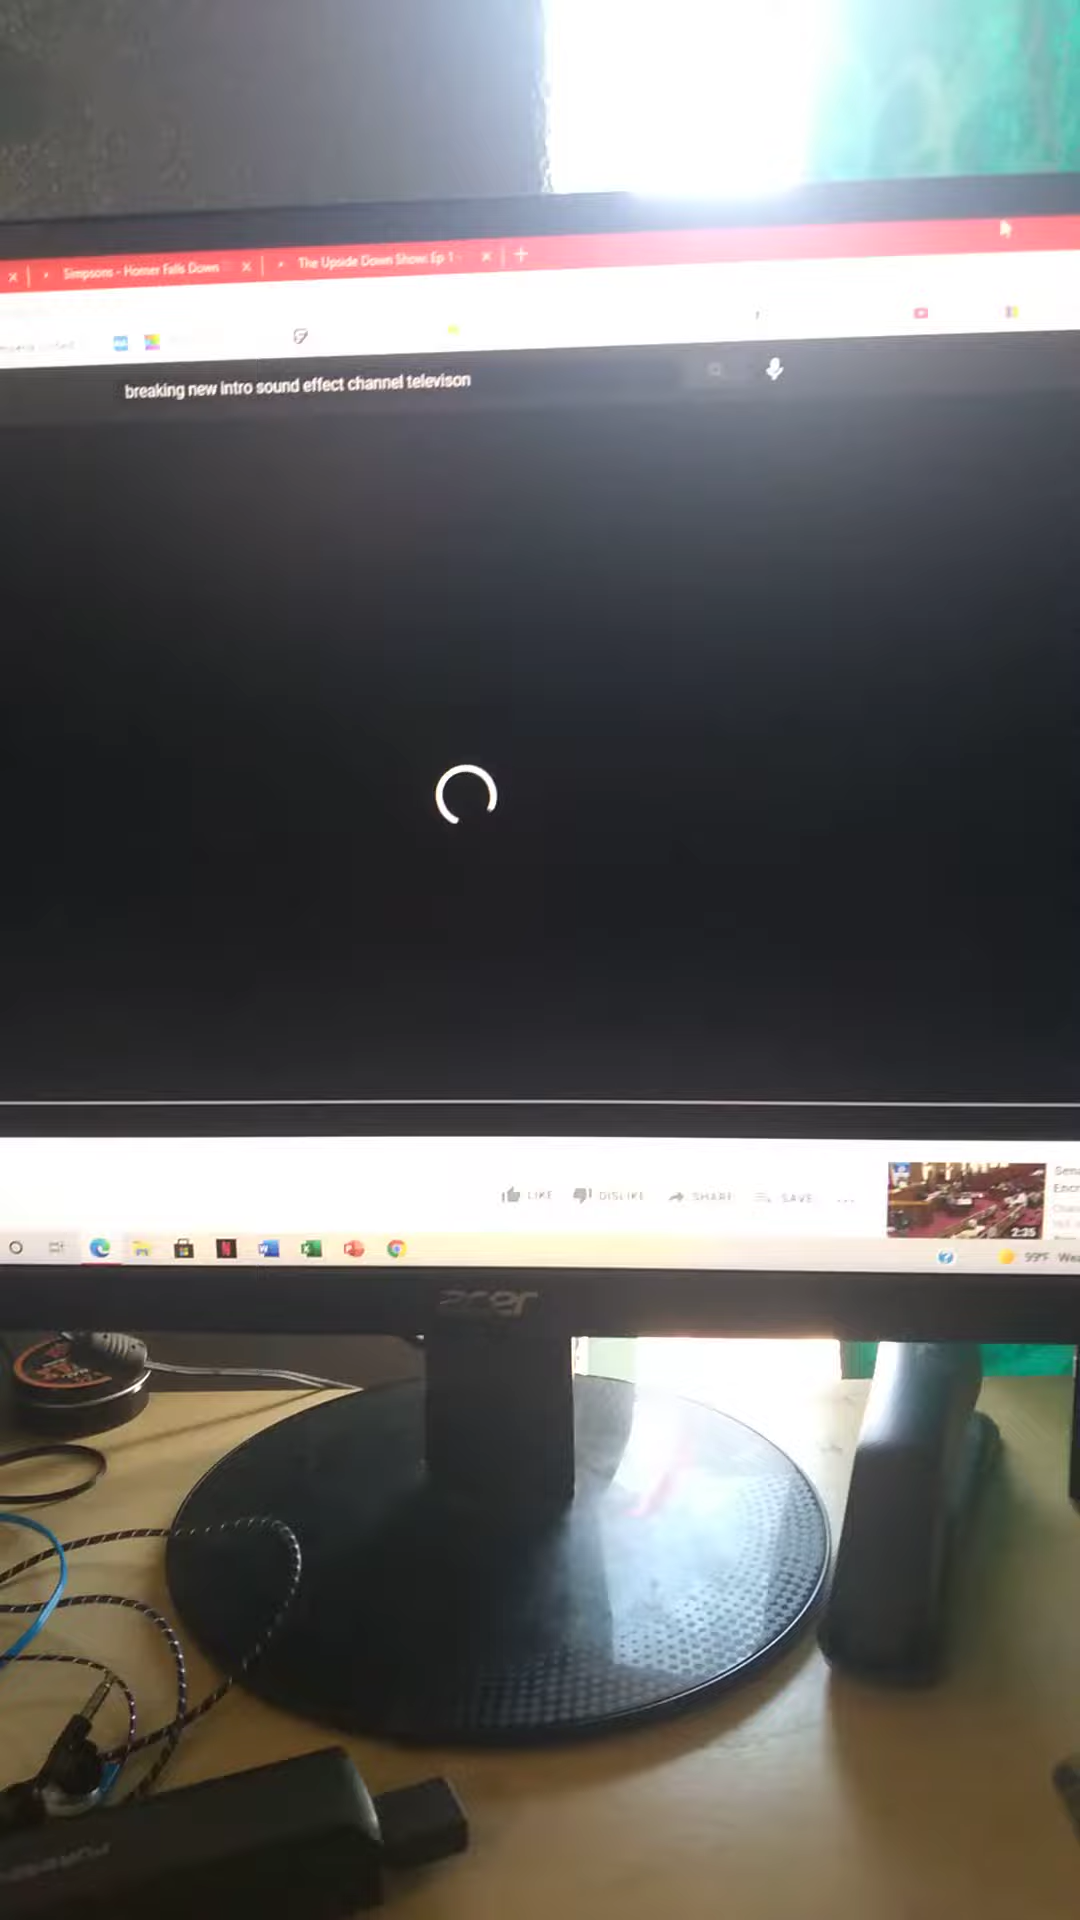 Simpsons - Homer Falls Down
The Upside Down Show: Ep 1 -
breaking new intro sound effect channel televison
LIKE
DISLIKE
SHARE
SAVE
2:35
99°F
acer